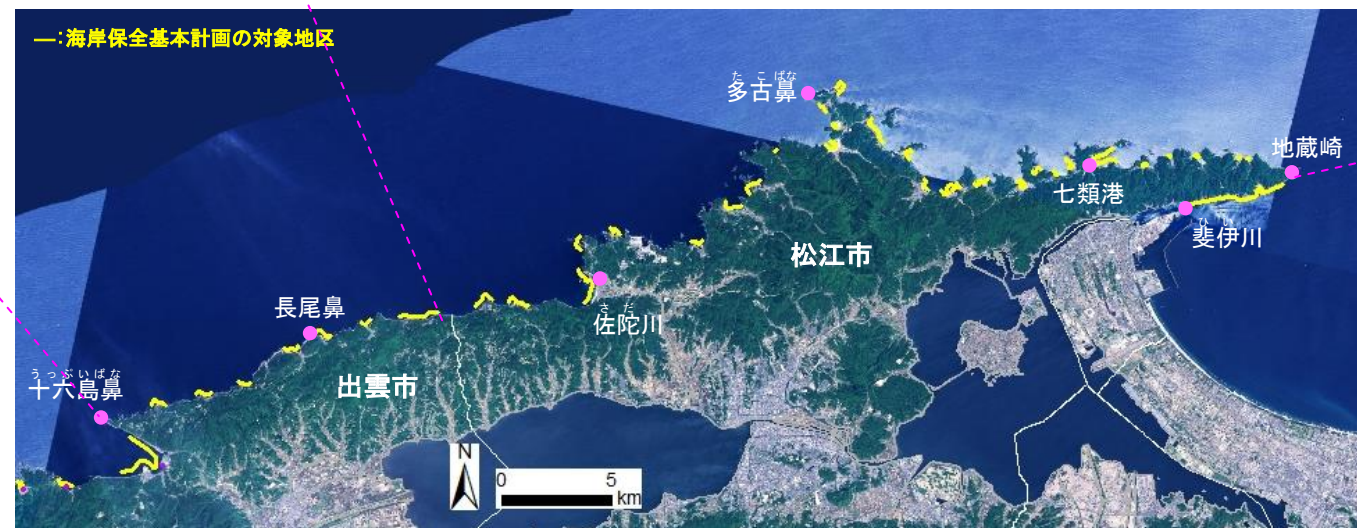 ―:海岸保全基本計画の対象地区
たこばな
多古鼻
地蔵崎
七類港
ひい
斐伊川
松江市
長尾鼻
さだ
佐陀川
うっぷいばな
十六島鼻
出雲市
N
0 5
km